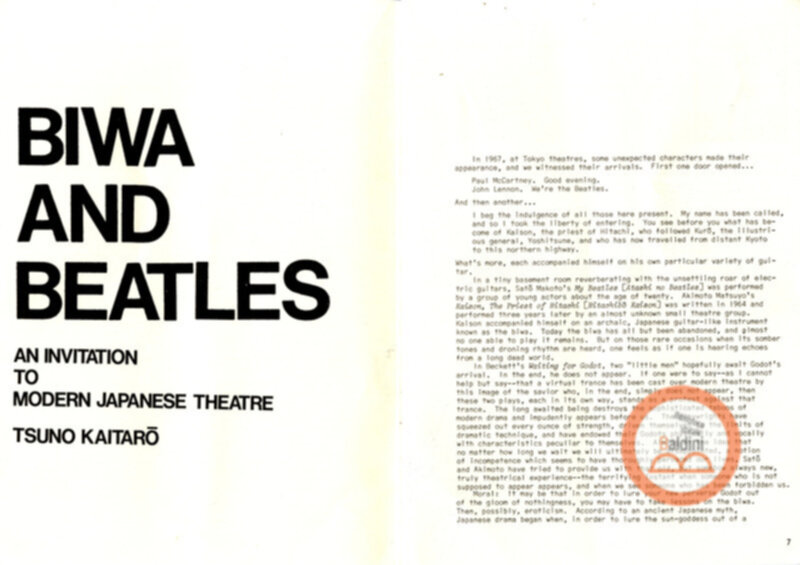 BIWA
AND
BEATLES
AN INVITATION
TO
MODERN JAPANESE THEATRE
TSUNO KAITARŌ
In 1967, at Tokyo theatres, some unexpected characters made their
appearance, and we witnessed their arrivals. First one door opened...
Paul McCartney. Good evening.
John Lennon. We're the Beatles.
And then another...
I beg the indulgence of all those here present. My name has been called,
and so I took the liberty of entering. You see before you what has be-
come of Kaison, the priest of Hitachi, who followed Kurō, the illustri-
ous general, Yoshitsune, and who has now travelled from distant Kyoto
to this northern highway.
What's more, each accompanied himself on his own particular variety of gui-
tar.
In a tiny basement room reverberating with the unsettling roar of elec-
tric guitars, Satō Makoto's My Beatles [Atashi no Beatles] was performed
by a group of young actors about the age of twenty. Akimoto Matsuyo's
Kaison, The Priest of Hitachi [Hitachibō Kaison] was written in 1964 and
performed three years later by an almost unknown small theatre group.
Kaison accompanied himself on an archaic, Japanese guitar-like instrument
known as the biwa. Today the biwa has all but been abandoned, and almost
no one able to play it remains. But on those rare occasions when its somber
tones and droning rhythm are heard, one feels as if one is hearing echoes
from a long dead world.
In Beckett's Waiting for Godot, two "little men" hopefully await Godot's
arrival. In the end, he does not appear. If one were to say--as I cannot
help but say--that a virtual trance has been cast over modern theatre by
this image of the savior who, in the end, simply does not appear, then
these two plays, each in its own way, stand against that
trance. The long awaited being destroys of
modern drama and impudently appears before
squeezed out every ounce of strength, of
dramatic technique, and have endowed
with characteristics peculiar to that
no matter how long we wait we will
of incompetence which seems to have Satō
and Akimoto have tried to provide us new,
truly theatrical experience--the when who is not
supposed to appear appears, and when we forbidden us.
Moral: It may be that in order to lure Godot out
of the gloom of nothingness, you may have to take lessons on the biwa.
Then, possibly, eroticism. According to an ancient Japanese myth,
Japanese drama began when, in order to lure the sun-goddess out of a
Baldini
7